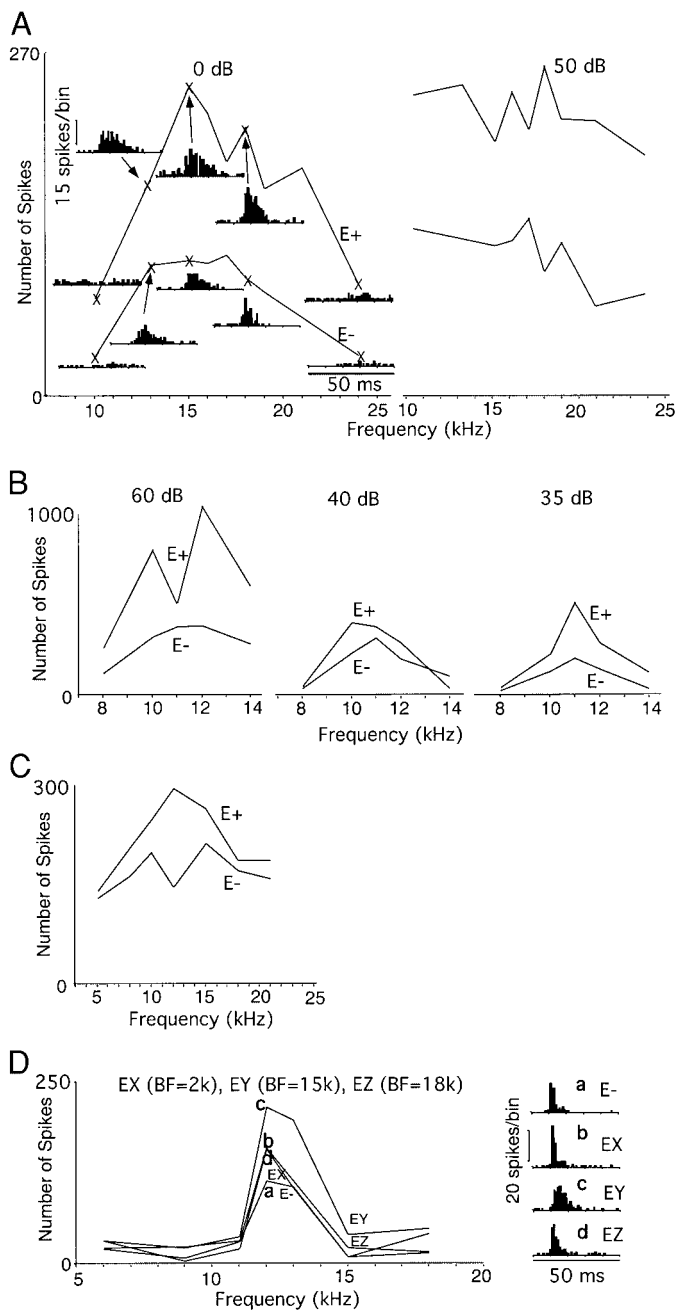 A
270
0 dB
50 dB
15 spikes/bin
Number of Spikes
E+
E-
50 ms
0
10 15 20 25 10 15 20 25
Frequency (kHz)
B
60 dB 40 dB 35 dB
1000
Number of Spikes
E+
E-
E+
E-
E+
E-
0
8 10 12 14 8 10 12 14 8 10 12 14
Frequency (kHz)
C
300
Number of Spikes
E+
E-
0
5 10 15 20 25
Frequency (kHz)
D
250
EX (BF=2k), EY (BF=15k), EZ (BF=18k)
Number of Spikes
c
b
d
EX
a E-
EY
EZ
0
5 10 15 20
Frequency (kHz)
20 spikes/bin
a E-
b EX
c EY
d EZ
50 ms